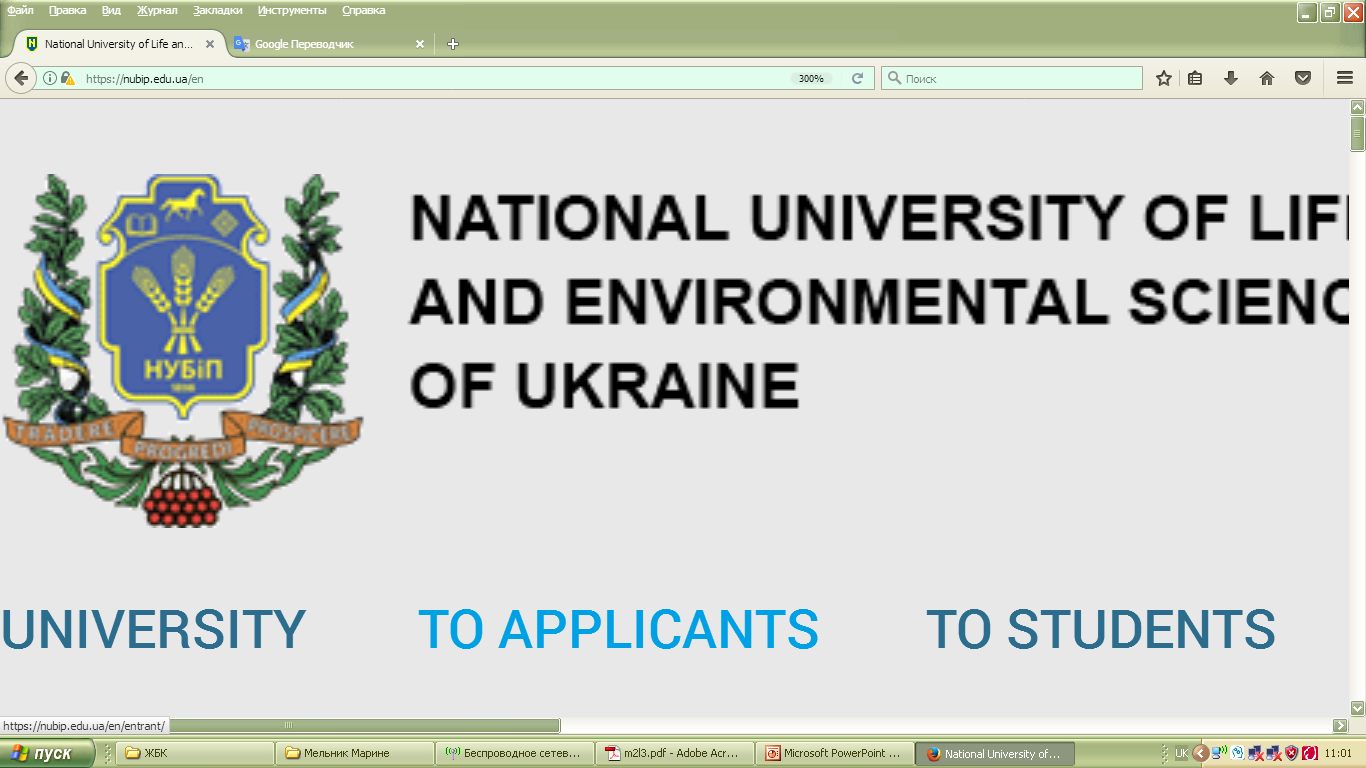 Файл Правка Вид Журнал Закладки Инструменты Справка
National University of Life an...
Google Переводчик
https://nubip.edu.ua/en
300%
Поиск
НУБіП
1898
TRADERE
PROGREDI
PROSPICERE
NATIONAL UNIVERSITY OF LIF
AND ENVIRONMENTAL SCIENC
OF UKRAINE
UNIVERSITY TO APPLICANTS TO STUDENTS
https://nubip.edu.ua/en/entrant/
пуск
ЖБК
Мельник Марине
Беспроводное сетев...
m2l3.pdf - Adobe Acr...
Microsoft PowerPoint ...
National University of...
UK
11:01